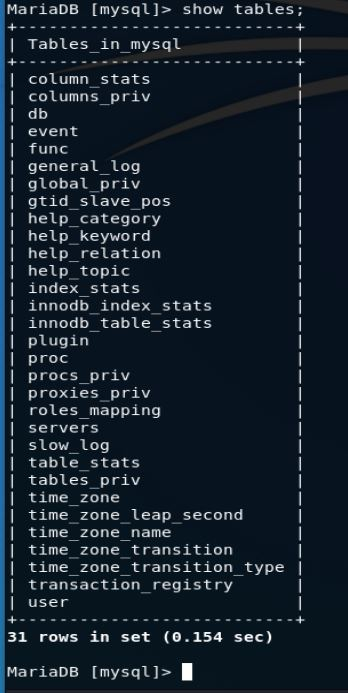 MariaDB [mysql]> show tables;
+---------------------------+
| Tables_in_mysql           |
+---------------------------+
| column_stats              |
| columns_priv              |
| db                        |
| event                     |
| func                      |
| general_log               |
| global_priv               |
| gtid_slave_pos            |
| help_category             |
| help_keyword              |
| help_relation             |
| help_topic                |
| index_stats               |
| innodb_index_stats        |
| innodb_table_stats        |
| plugin                    |
| proc                      |
| procs_priv                |
| proxies_priv              |
| roles_mapping             |
| servers                   |
| slow_log                  |
| table_stats               |
| tables_priv               |
| time_zone                 |
| time_zone_leap_second     |
| time_zone_name            |
| time_zone_transition      |
| time_zone_transition_type |
| transaction_registry      |
| user                      |
+---------------------------+
31 rows in set (0.154 sec)
MariaDB [mysql]>